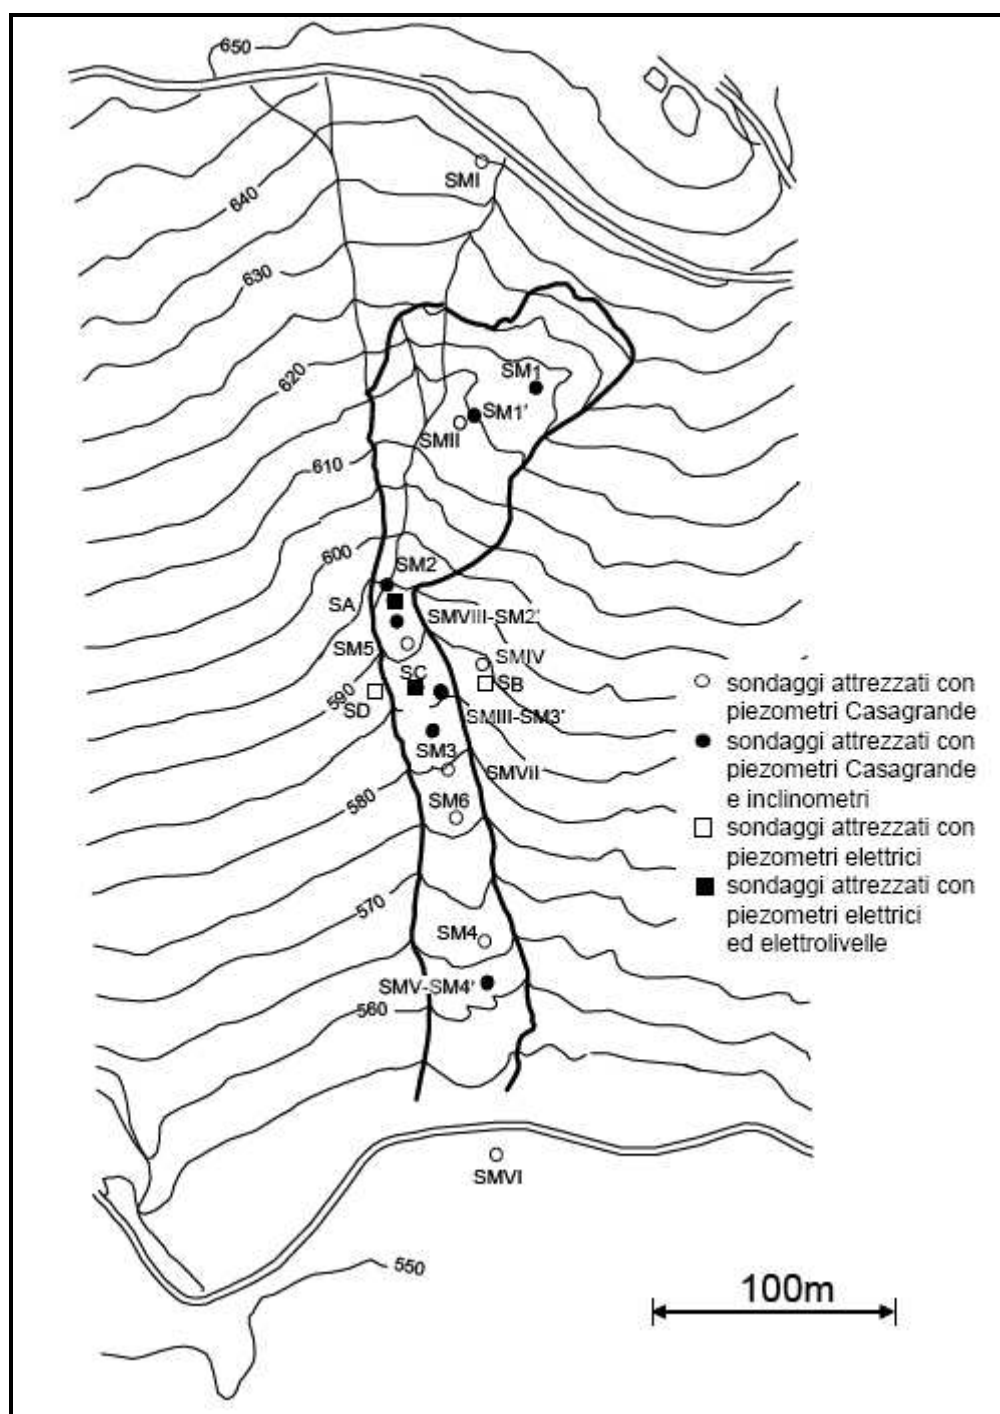 650
SMI
640
630
620
SM1
SM1'
SMII
610
600
SM2
SA
SMVIII-SM2'
SM5
SMIV
SC
SB
590
SD
SMIII-SM3'
SM3
SMVII
580
SM6
570
SM4
SMV-SM4'
560
SMVI
550
100m
sondaggi attrezzati con
piezometri Casagrande
sondaggi attrezzati con
piezometri Casagrande
e inclinometri
sondaggi attrezzati con
piezometri elettrici
sondaggi attrezzati con
piezometri elettrici
ed elettrolivelle